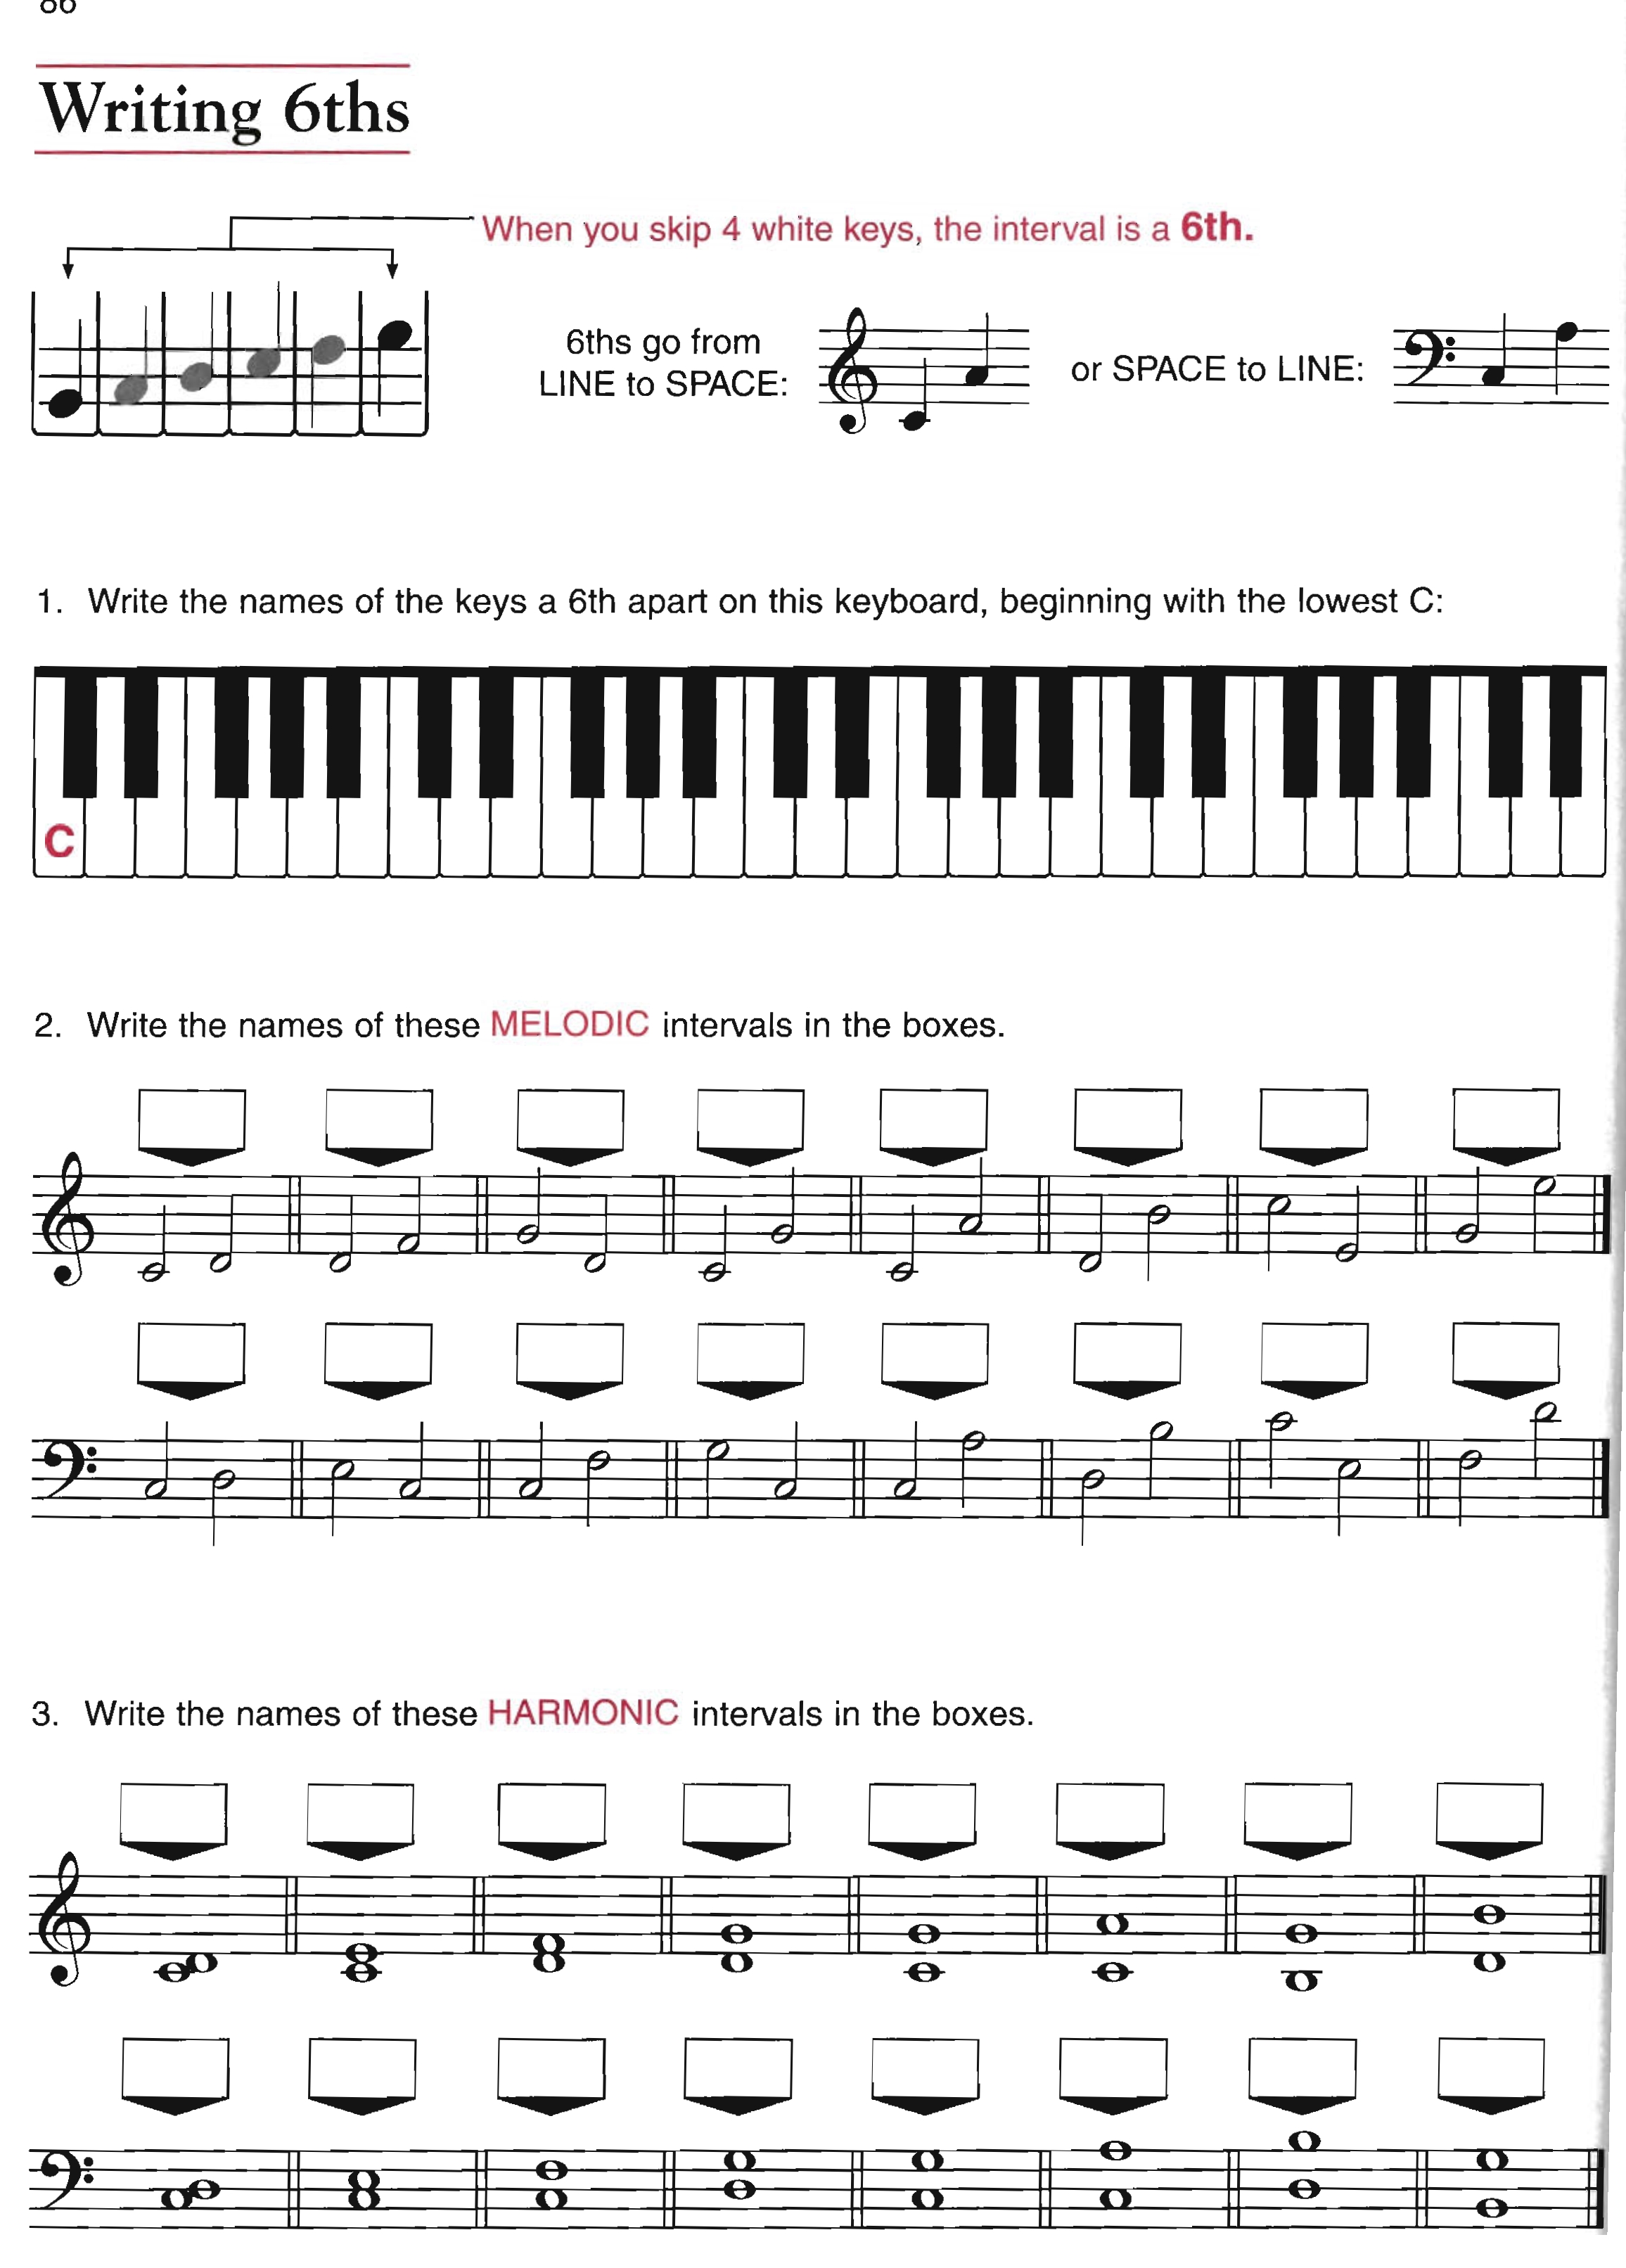 86
Writing 6ths
When you skip 4 white keys, the interval is a 6th.
6ths go from
LINE to SPACE:
or SPACE to LINE:
1. Write the names of the keys a 6th apart on this keyboard, beginning with the lowest C:
C
2. Write the names of these MELODIC intervals in the boxes.
3. Write the names of these HARMONIC intervals in the boxes.